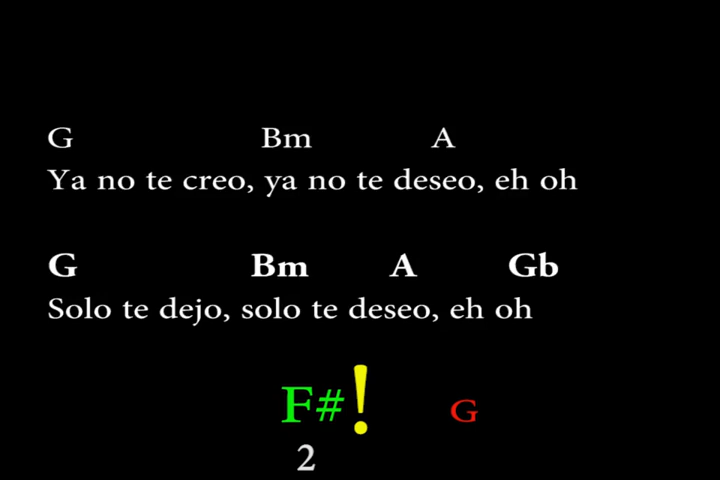 G Bm A
Ya no te creo, ya no te deseo, eh oh
G Bm A Gb
Solo te dejo, solo te deseo, eh oh
F#! G
2